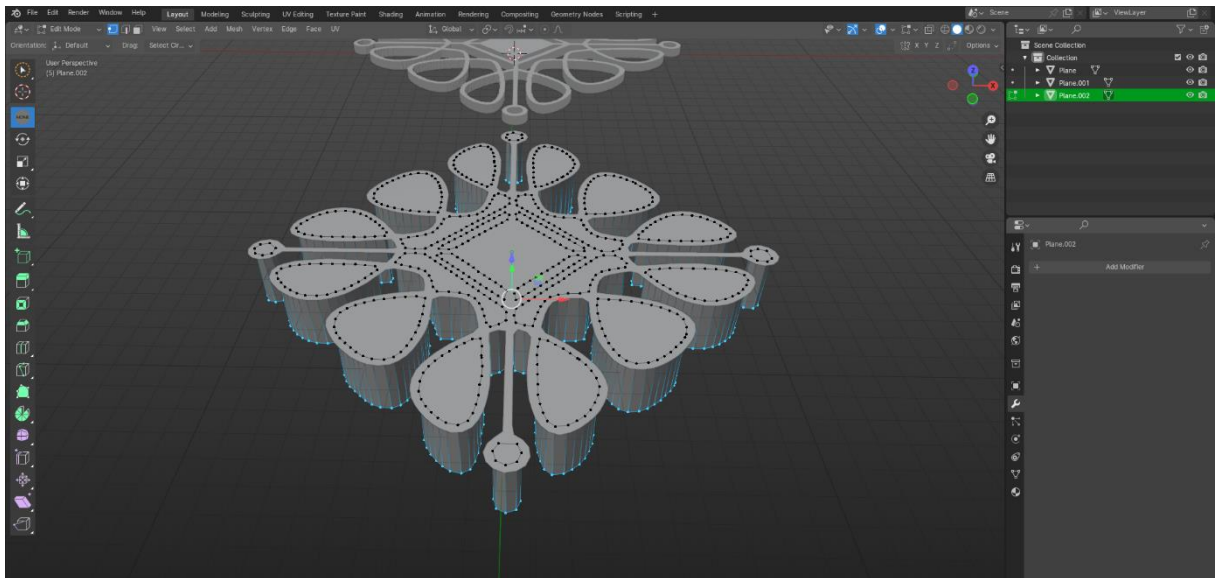 File Edit Render Window Help Layout Modeling Sculpting UV Editing Texture Paint Shading Animation Rendering Compositing Geometry Nodes Scripting + Scene ViewLayer
Edit Mode View Select Add Mesh Vertex Edge Face UV Global
Orientation: Default Drag: Select Cir... X Y Z Options
User Perspective
(5) Plane.002
Z
X
Scene Collection
Collection
Plane
Plane.001
Plane.002
Plane.002
+ Add Modifier